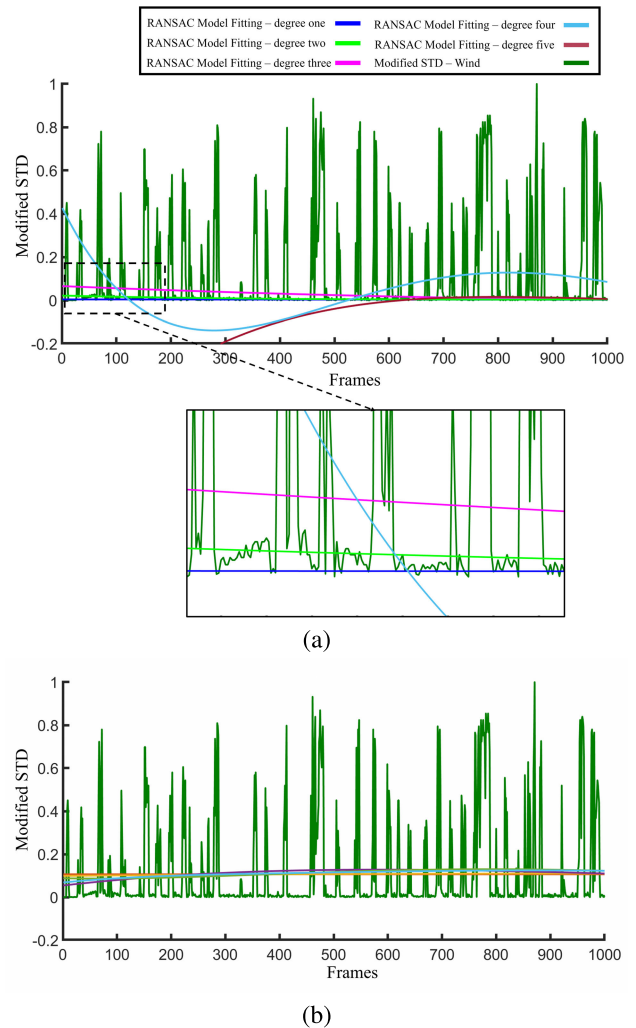 RANSAC Model Fitting – degree one
RANSAC Model Fitting – degree four
RANSAC Model Fitting – degree two
RANSAC Model Fitting – degree five
RANSAC Model Fitting – degree three
Modified STD – Wind
1
0.8
0.6
0.4
0.2
0
-0.2
Modified STD
0 100 200 300 400 500 600 700 800 900 1000
Frames
(a)
1
0.8
0.6
0.4
0.2
0
-0.2
Modified STD
0 100 200 300 400 500 600 700 800 900 1000
Frames
(b)